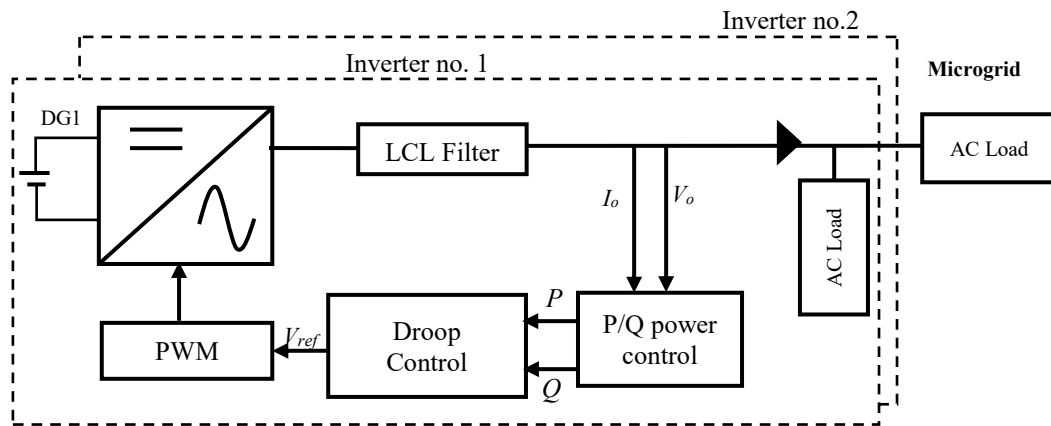 Inverter no.2
Inverter no. 1
Microgrid
DG1
LCL Filter
AC Load
Io
Vo
AC Load
P
P/Q power
control
Droop
Control
Vref
PWM
Q